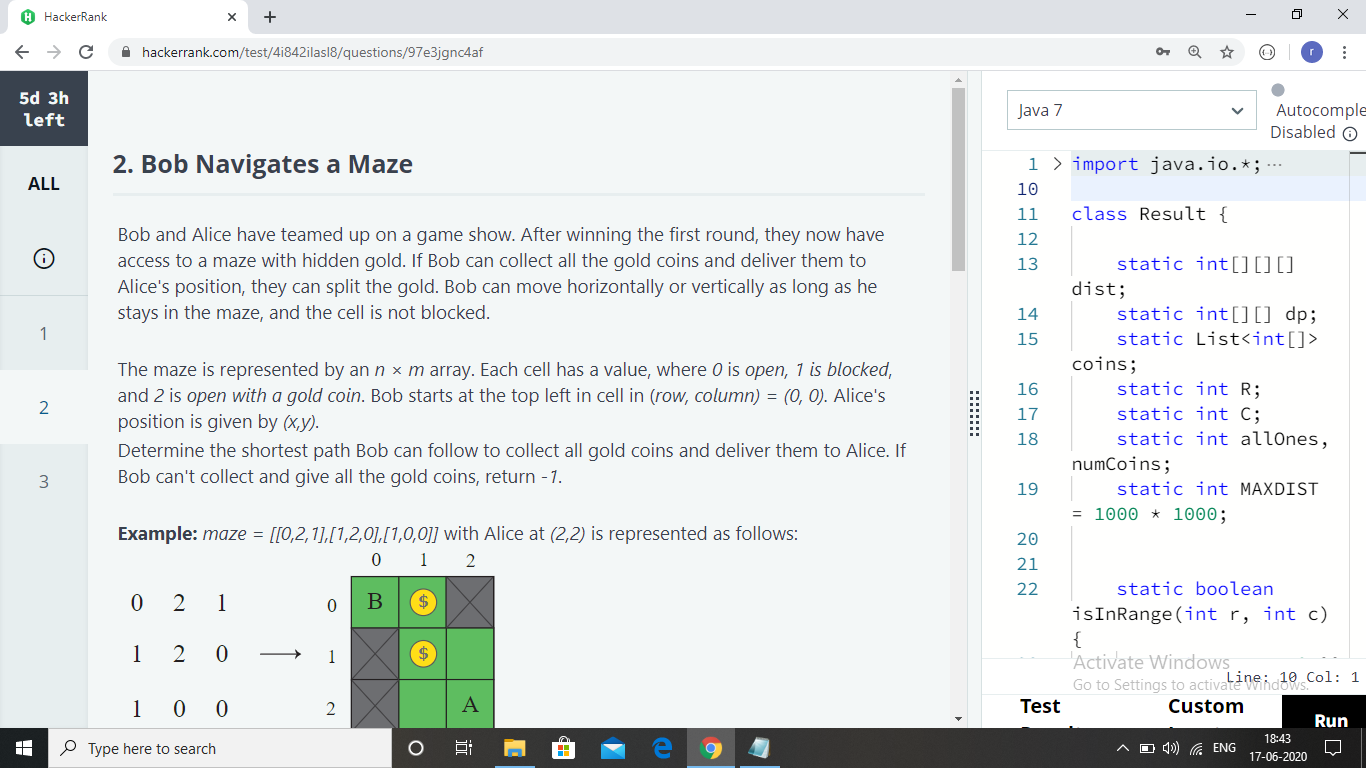 HackerRank
hackerrank.com/test/4i842ilasl8/questions/97e3jgnc4af
r
5d 3h
left
ALL
1
2
3
2. Bob Navigates a Maze
Bob and Alice have teamed up on a game show. After winning the first round, they now have
access to a maze with hidden gold. If Bob can collect all the gold coins and deliver them to
Alice's position, they can split the gold. Bob can move horizontally or vertically as long as he
stays in the maze, and the cell is not blocked.
The maze is represented by an n × m array. Each cell has a value, where 0 is open, 1 is blocked,
and 2 is open with a gold coin. Bob starts at the top left in cell in (row, column) = (0, 0). Alice's
position is given by (x,y).
Determine the shortest path Bob can follow to collect all gold coins and deliver them to Alice. If
Bob can't collect and give all the gold coins, return -1.
Example: maze = [[0,2,1],[1,2,0],[1,0,0]] with Alice at (2,2) is represented as follows:
0 1 2
0 2 1 0 B $
1 2 0 1 $
1 0 0 2 A
Java 7
Autocomple
Disabled
1 import java.io.*; ···
10
11 class Result {
12
13 static int[][][]
dist;
14 static int[][] dp;
15 static List<int[]>
coins;
16 static int R;
17 static int C;
18 static int allOnes,
numCoins;
19 static int MAXDIST
= 1000 * 1000;
20
21
22 static boolean
isInRange(int r, int c)
{
Activate Windows
Go to Settings to activate Windows.
Line: 10 Col: 1
Test
Custom
Run
Type here to search
ENG
18:43
17-06-2020